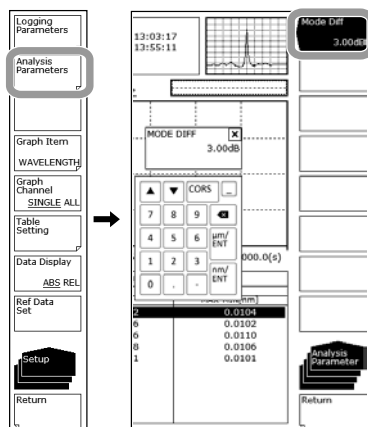 Logging
Parameters
Analysis
Parameters
Graph Item
WAVELENGTH
Graph
Channel
SINGLE ALL
Table
Setting
Data Display
ABS REL
Ref Data
Set
Setup
Return
13:03:17
13:55:11
MODE DIFF
3.00dB
CORS
7 8 9
4 5 6 µm/
ENT
1 2 3
nm/
ENT
0 . -
000.0(s)
MAX-MIN[nm]
2 0.0104
6 0.0102
6 0.0110
8 0.0106
1 0.0101
Mode Diff
3.00dB
Analysis
Parameter
Return